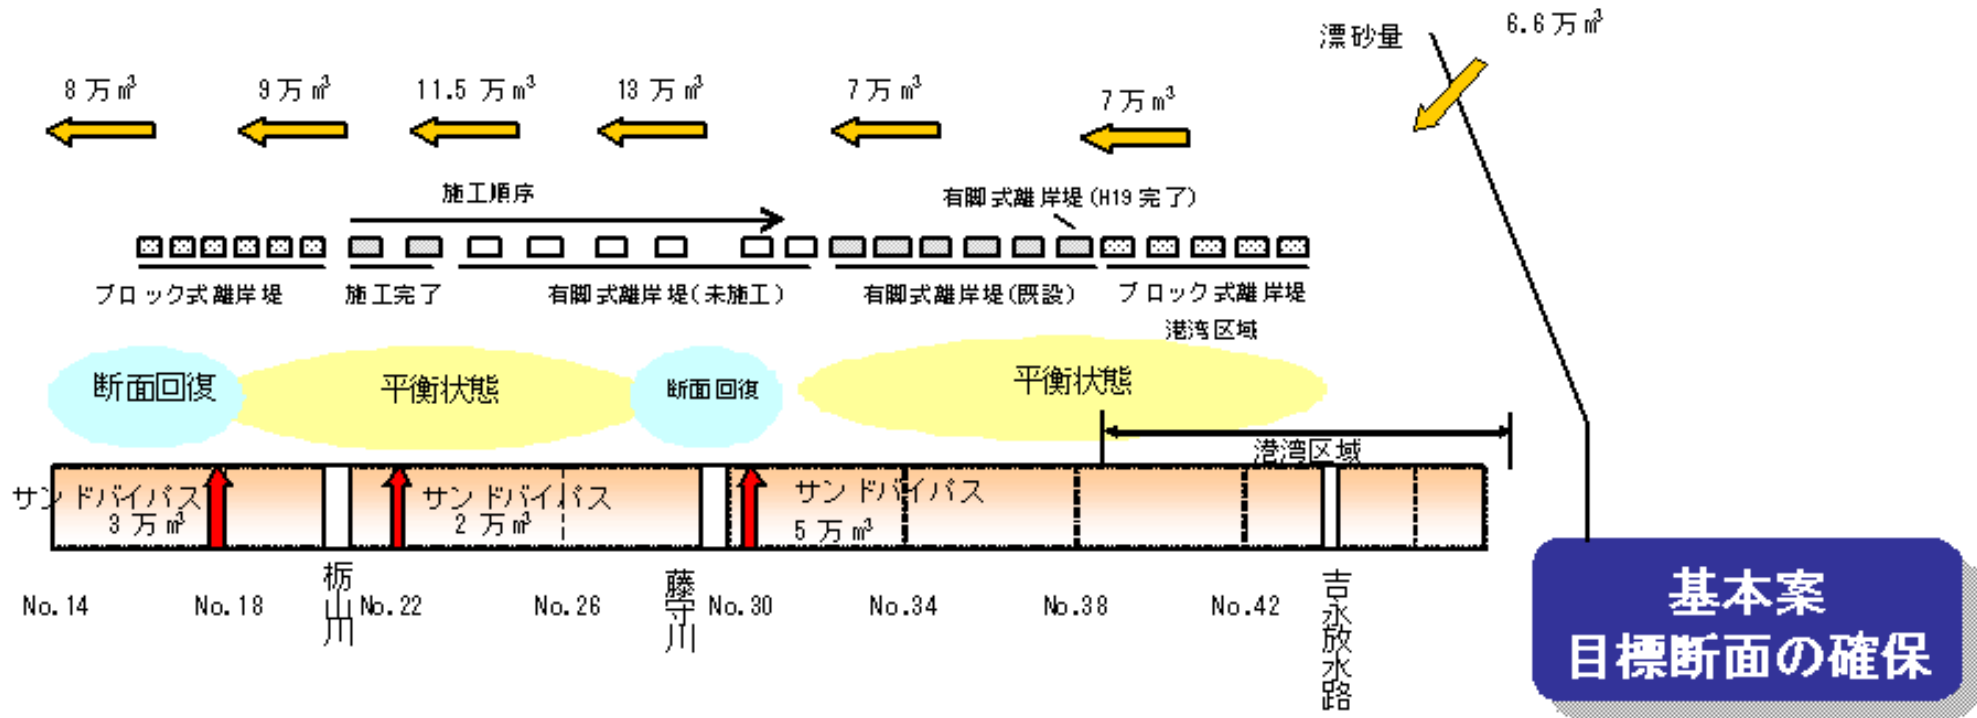 漂砂量
6.6万㎥
8万㎥
9万㎥
11.5万㎥
13万㎥
7万㎥
7万㎥
施工順序
有脚式離岸堤(H19完了)
ブロック式離岸堤
施工完了
有脚式離岸堤(未施工)
有脚式離岸堤(既設)
ブロック式離岸堤
港湾区域
断面回復
平衡状態
断面回復
平衡状態
港湾区域
サンドバイパス
3万㎥
サンドバイパス
2万㎥
サンドバイパス
5万㎥
No.14
No.18
栃山川
No.22
No.26
藤守川
No.30
No.34
No.38
No.42
吉永放水路
基本案
目標断面の確保